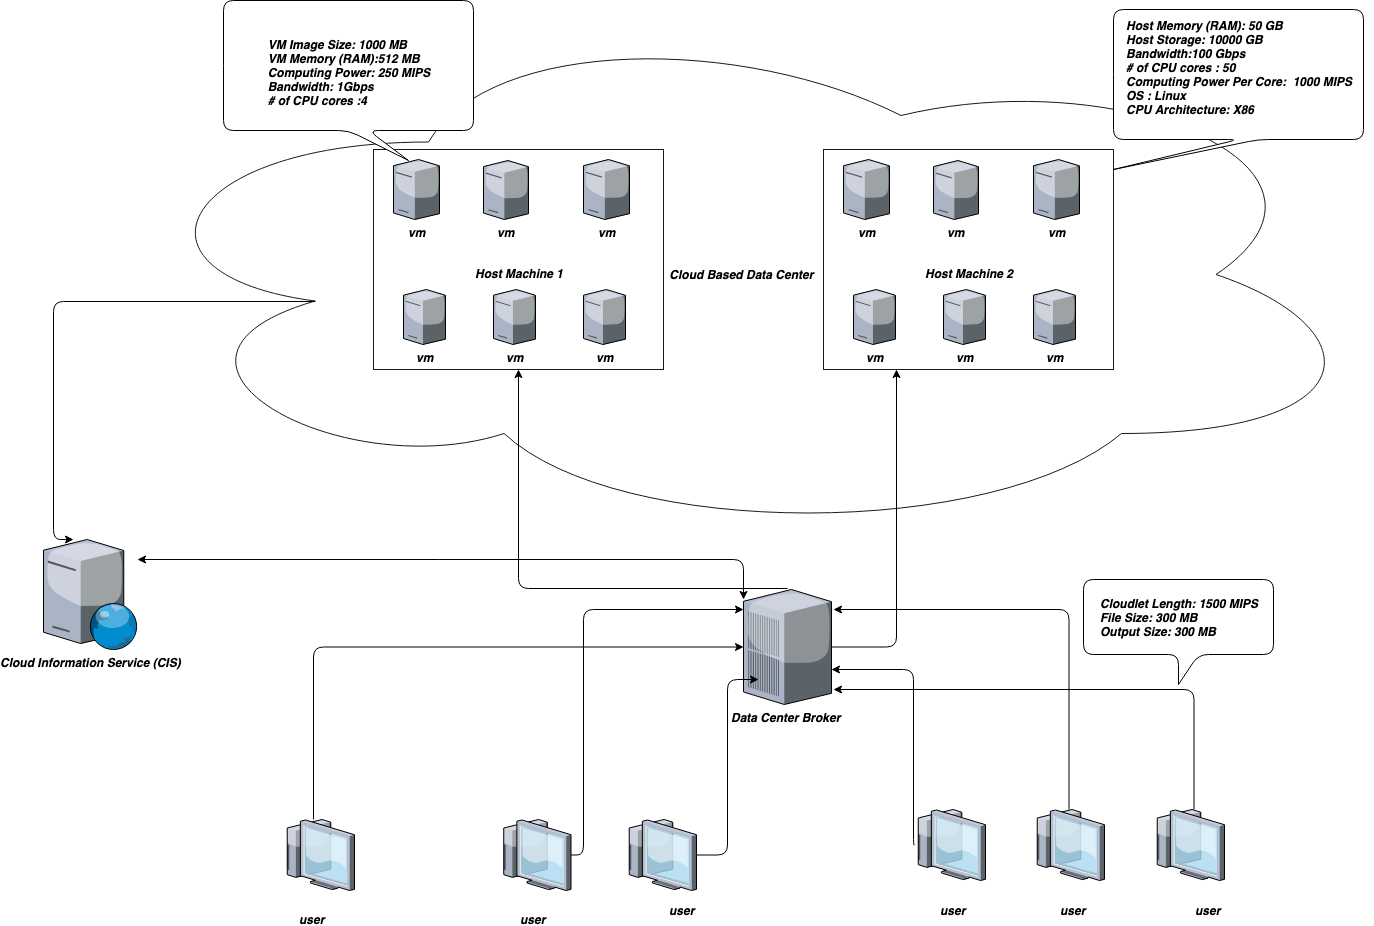 VM Image Size: 1000 MB
VM Memory (RAM):512 MB
Computing Power: 250 MIPS
Bandwidth: 1Gbps
# of CPU cores :4
Host Memory (RAM): 50 GB
Host Storage: 10000 GB
Bandwidth:100 Gbps
# of CPU cores : 50
Computing Power Per Core:  1000 MIPS
OS : Linux
CPU Architecture: X86
vm
vm
vm
vm
vm
vm
Host Machine 1
Cloud Based Data Center
Host Machine 2
vm
vm
vm
vm
vm
vm
Cloudlet Length: 1500 MIPS
File Size: 300 MB
Output Size: 300 MB
Cloud Information Service (CIS)
Data Center Broker
user
user
user
user
user
user